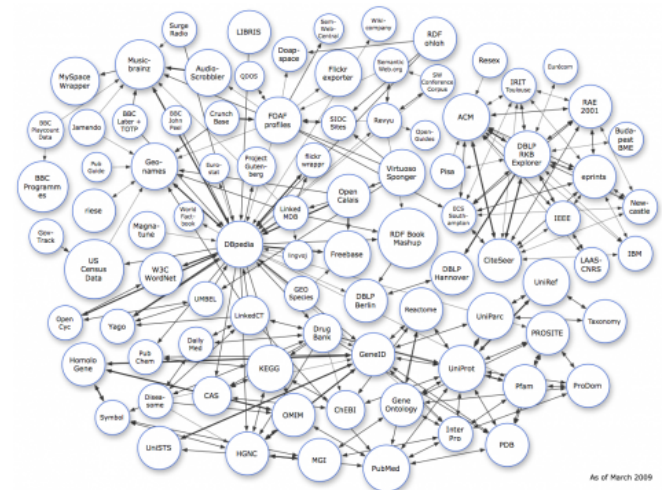 Surge
Radio
LIBRIS
Sem-
Web-
Central
Wiki-
company
RDF
ohloh
Doap-
space
Music-
brainz
Audio-
Scrobbler
QDOS
Flickr
exporter
Semantic
Web.org
SW
Conference
Corpus
Resex
IRIT
Toulouse
Eurécom
MySpace
Wrapper
BBC
Playcount
Data
Jamendo
BBC
Later +
TOTP
BBC
John
Peel
Crunch
Base
FOAF
profiles
SIOC
Sites
Revyu
Open-
Guides
ACM
RAE
2001
DBLP
RKB
Explorer
Buda-
pest
BME
BBC
Programm
es
Pub
Guide
Geo-
names
Euro-
stat
Project
Guten-
berg
flickr
wrappr
Virtuoso
Sponger
Pisa
eprints
riese
World
Fact-
book
Linked
MDB
Open
Calais
ECS
South-
ampton
IEEE
New-
castle
Gov-
Track
Magna-
tune
DBpedia
RDF Book
Mashup
lingvoj
Freebase
CiteSeer
LAAS-
CNRS
IBM
US
Census
Data
W3C
WordNet
DBLP
Hannover
UniRef
UMBEL
GEO
Species
DBLP
Berlin
Reactome
UniParc
Taxonomy
Open
Cyc
Yago
LinkedCT
Drug
Bank
PROSITE
Homolo
Gene
Pub
Chem
Daily
Med
KEGG
GeneID
UniProt
Pfam
ProDom
Disea-
some
CAS
ChEBI
Gene
Ontology
Symbol
OMIM
Inter
Pro
PDB
UniSTS
HGNC
MGI
PubMed
As of March 2009